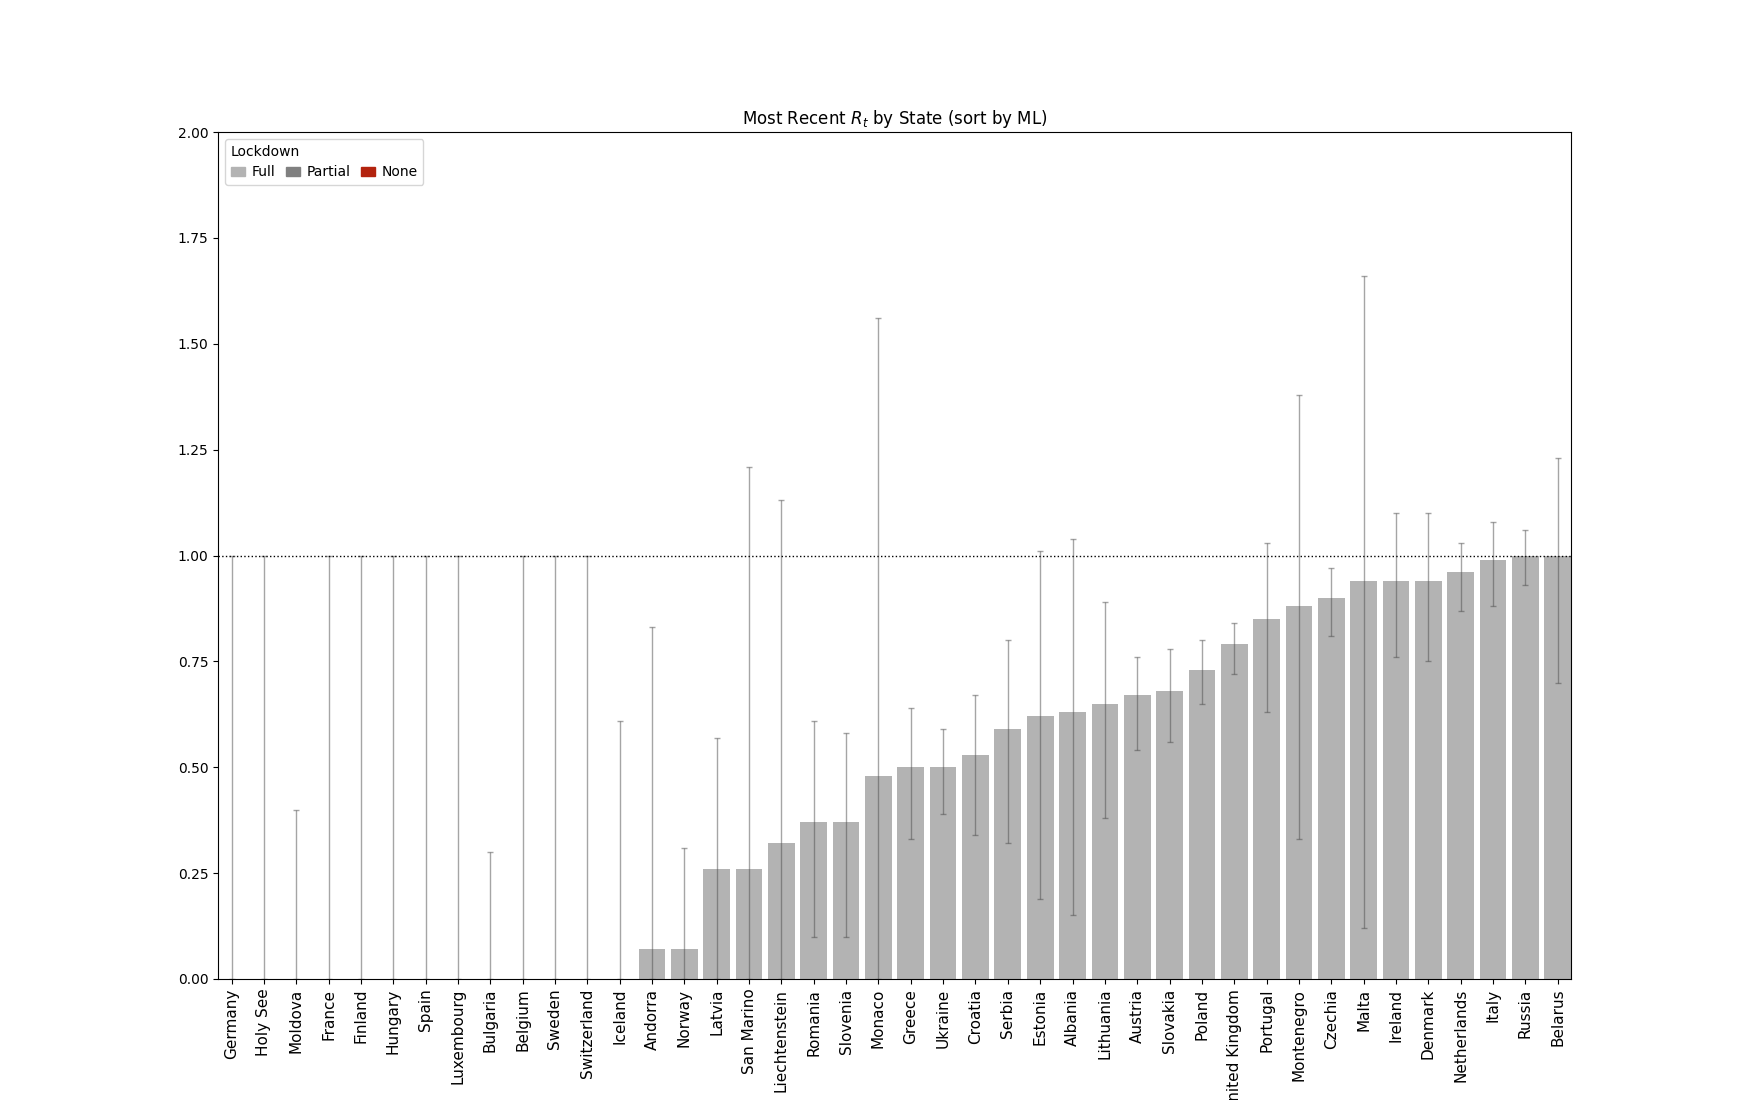 Most Recent Rt by State (sort by ML)
2.00
Lockdown
Full Partial None
1.75
1.50
1.25
1.00
0.75
0.50
0.25
0.00
Germany
Holy See
Moldova
France
Finland
Hungary
Spain
Luxembourg
Bulgaria
Belgium
Sweden
Switzerland
Iceland
Andorra
Norway
Latvia
San Marino
Liechtenstein
Romania
Slovenia
Monaco
Greece
Ukraine
Croatia
Serbia
Estonia
Albania
Lithuania
Austria
Slovakia
Poland
nited Kingdom
Portugal
Montenegro
Czechia
Malta
Ireland
Denmark
Netherlands
Italy
Russia
Belarus